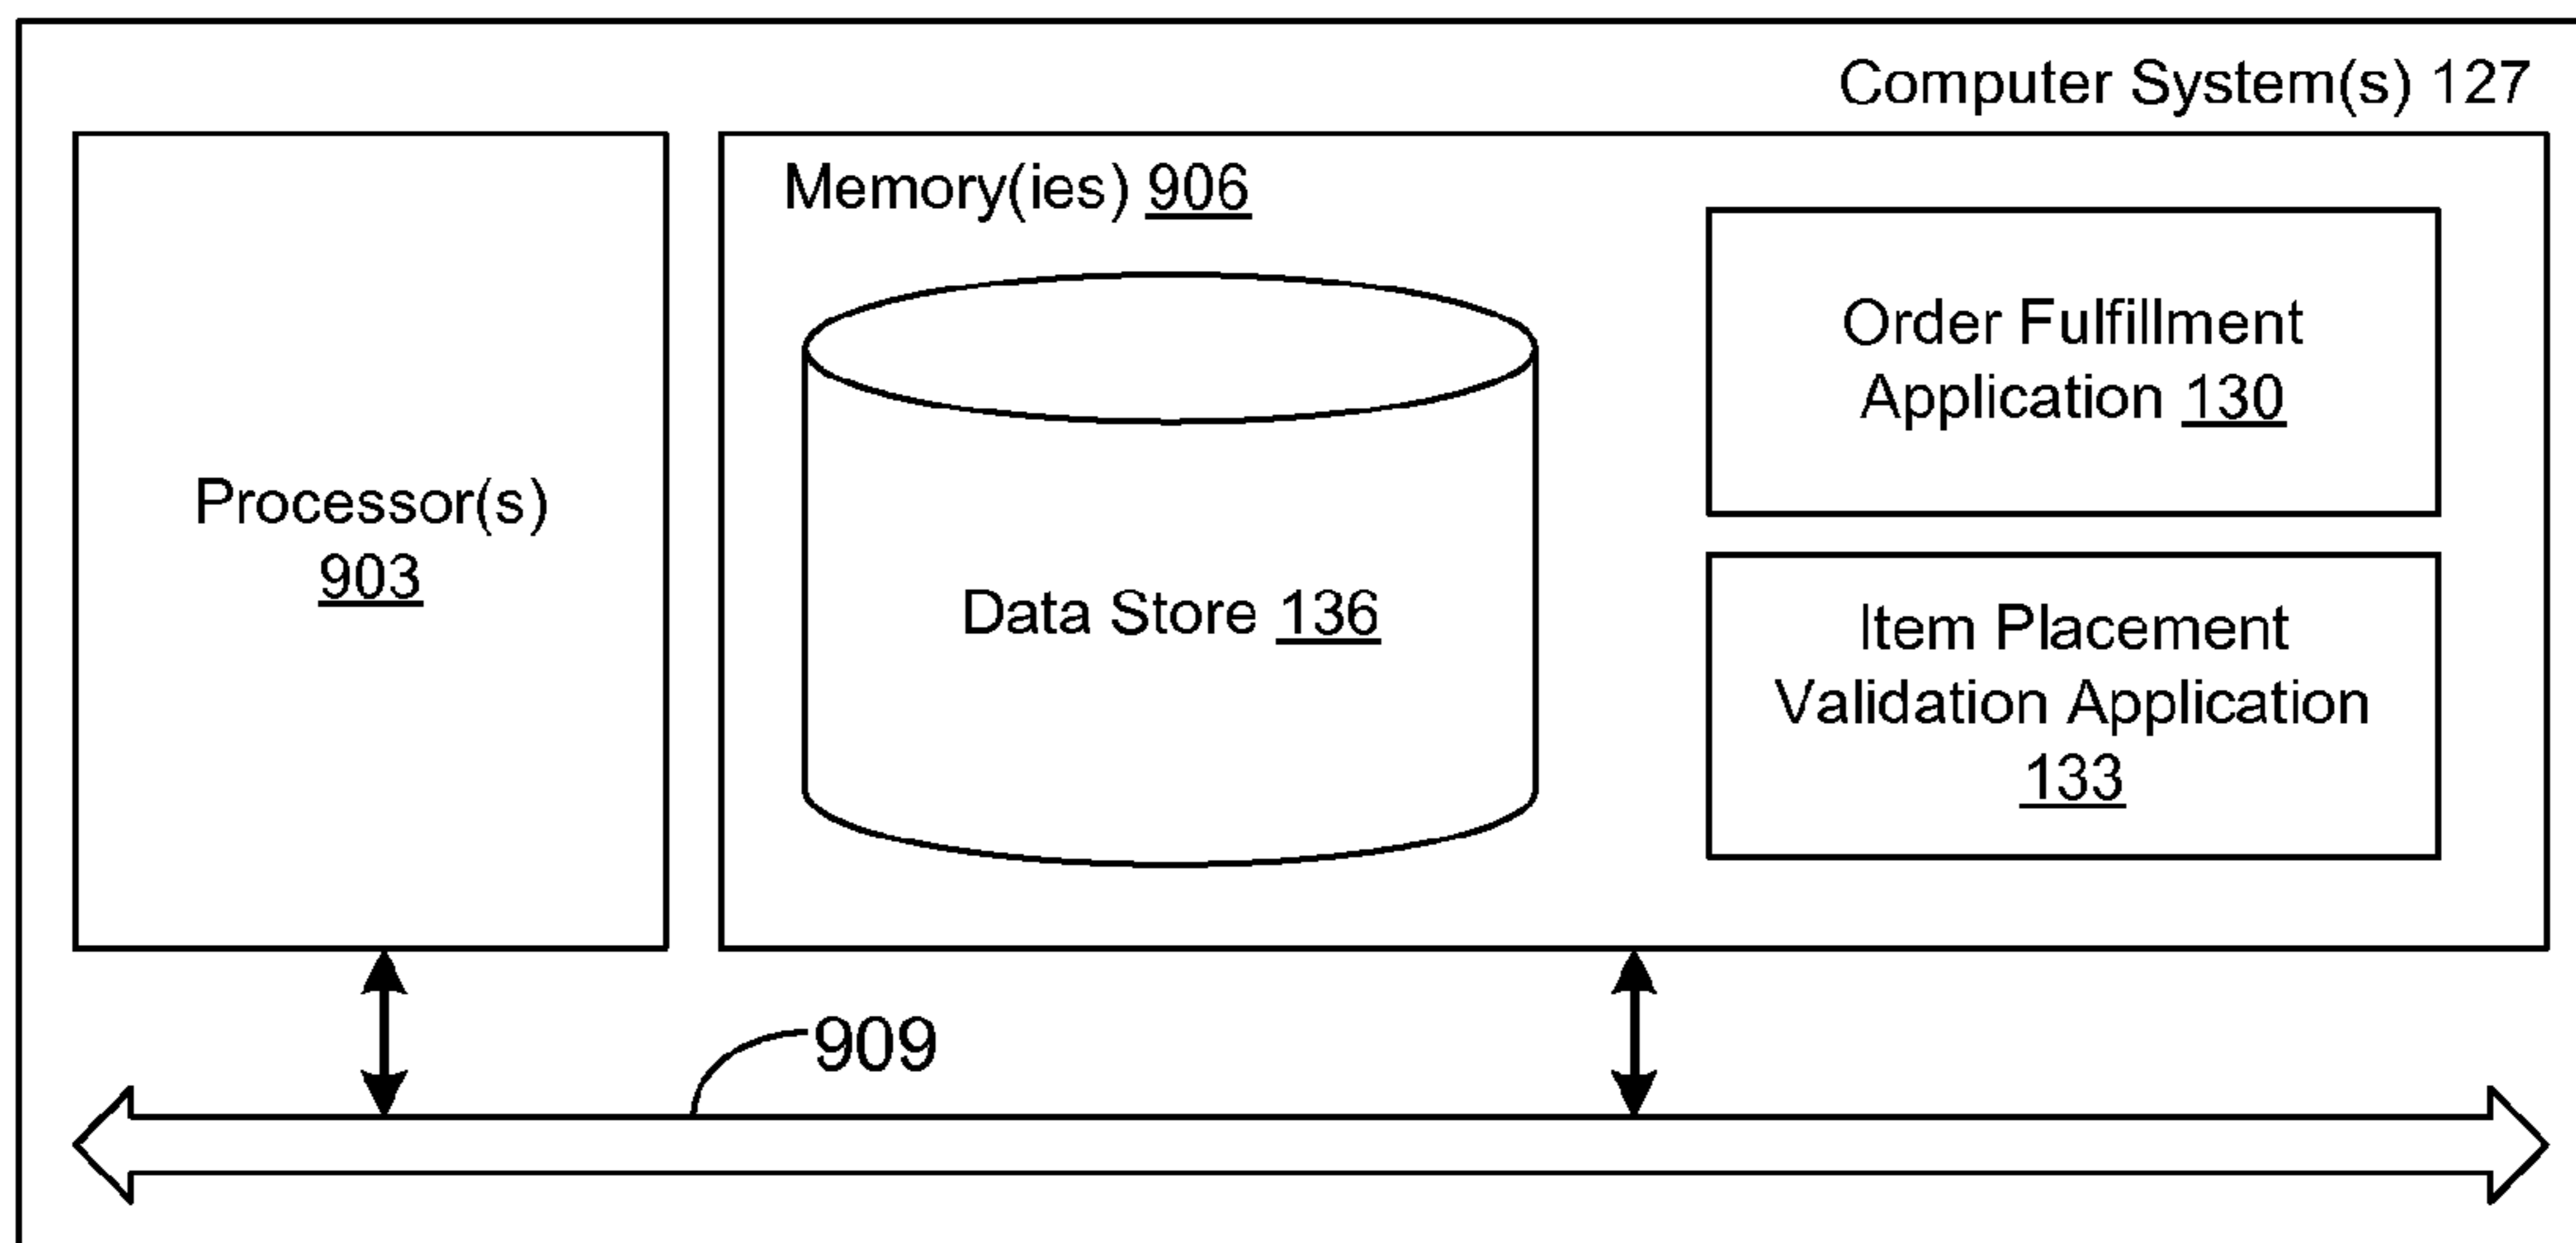 Computer System(s) 127
Processor(s)
903
Memory(ies) 906
Data Store 136
Order Fulfillment
Application 130
Item Placement
Validation Application
133
909